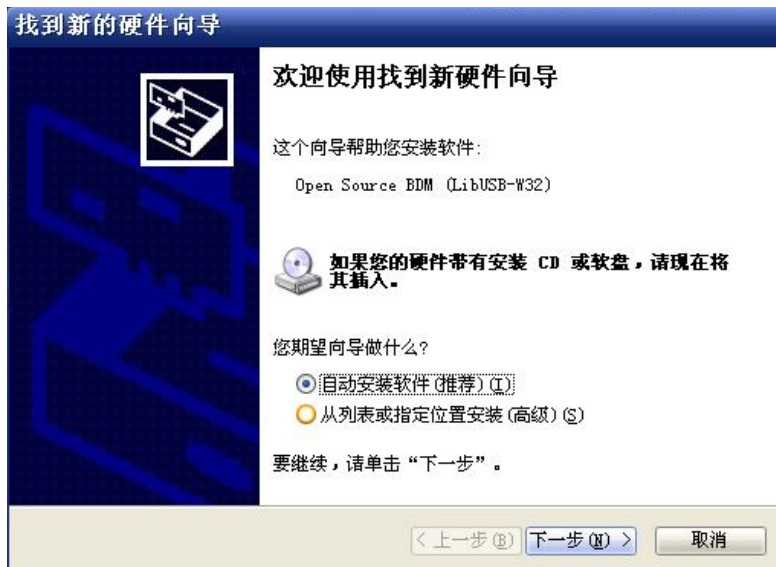 找到新的硬件向导
欢迎使用找到新硬件向导
这个向导帮助您安装软件:
Open Source BDM (LibUSB-W32)
如果您的硬件带有安装 CD 或软盘，请现在将
其插入。
您期望向导做什么?
自动安装软件(推荐)(I)
从列表或指定位置安装(高级)(S)
要继续，请单击“下一步”。
< 上一步(B) 下一步(N) > 取消